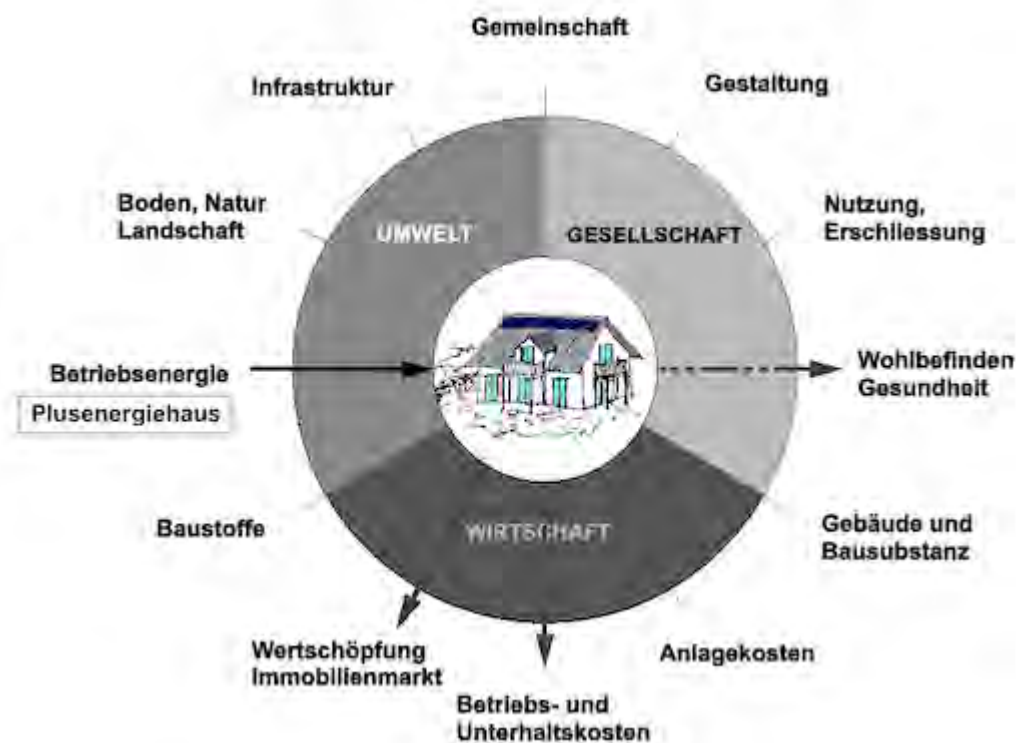 Gemeinschaft
Infrastruktur
Gestaltung
Boden, Natur
Landschaft
UMWELT
GESELLSCHAFT
Nutzung,
Erschliessung
Betriebsenergie
Plusenergiehaus
Wohlbefinden
Gesundheit
Baustoffe
WIRTSCHAFT
Gebäude und
Bausubstanz
Wertschöpfung
Immobilienmarkt
Anlagekosten
Betriebs- und
Unterhaltskosten